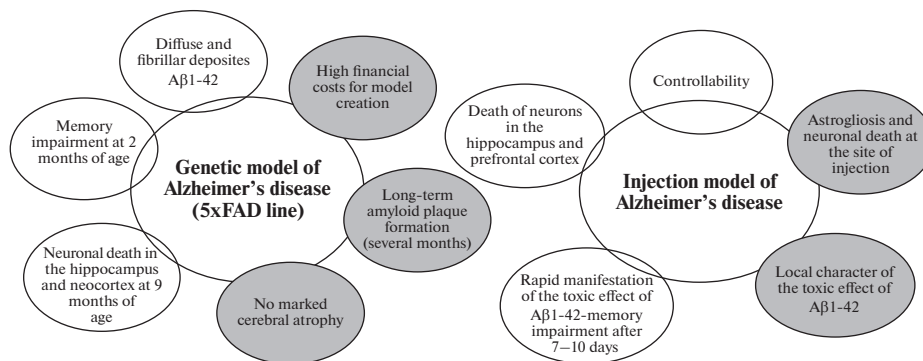 Diffuse and
fibrillar deposites
Aβ1-42
High financial
costs for model
creation
Memory
impairment at 2
months of age
Genetic model of
Alzheimer’s disease
(5xFAD line)
Long-term
amyloid plaque
formation
(several months)
Neuronal death in
the hippocampus
and neocortex at 9
months of
age
No marked
cerebral atrophy
Controllability
Death of neurons
in the
hippocampus and
prefrontal cortex
Astrogliosis and
neuronal death at
the site of
injection
Injection model of
Alzheimer’s disease
Rapid manifestation
of the toxic effect of
Aβ1-42-memory
impairment after
7–10 days
Local character of
the toxic effect of
Aβ1-42